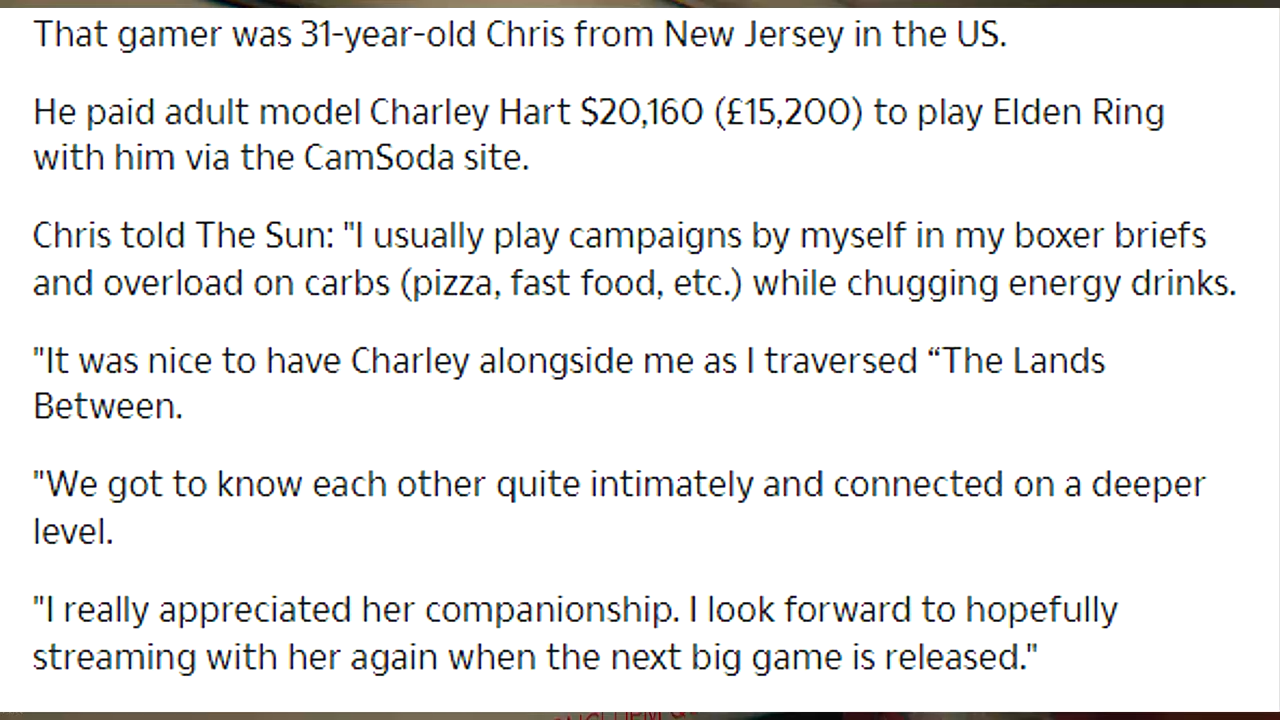 That gamer was 31-year-old Chris from New Jersey in the US.
He paid adult model Charley Hart $20,160 (£15,200) to play Elden Ring
with him via the CamSoda site.
Chris told The Sun: "I usually play campaigns by myself in my boxer briefs
and overload on carbs (pizza, fast food, etc.) while chugging energy drinks.
"It was nice to have Charley alongside me as I traversed “The Lands
Between.
"We got to know each other quite intimately and connected on a deeper
level.
"I really appreciated her companionship. I look forward to hopefully
streaming with her again when the next big game is released."